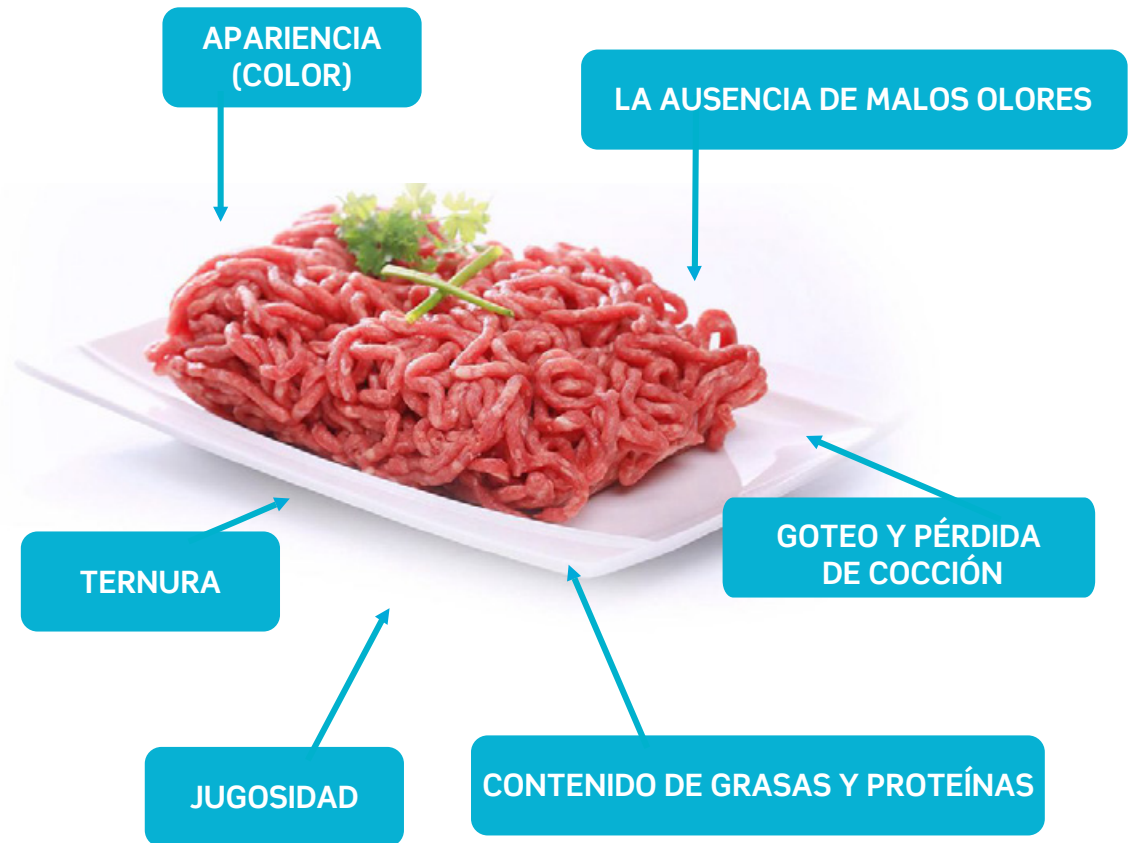 APARIENCIA
(COLOR)
LA AUSENCIA DE MALOS OLORES
GOTEO Y PÉRDIDA
DE COCCIÓN
TERNURA
JUGOSIDAD
CONTENIDO DE GRASAS Y PROTEÍNAS